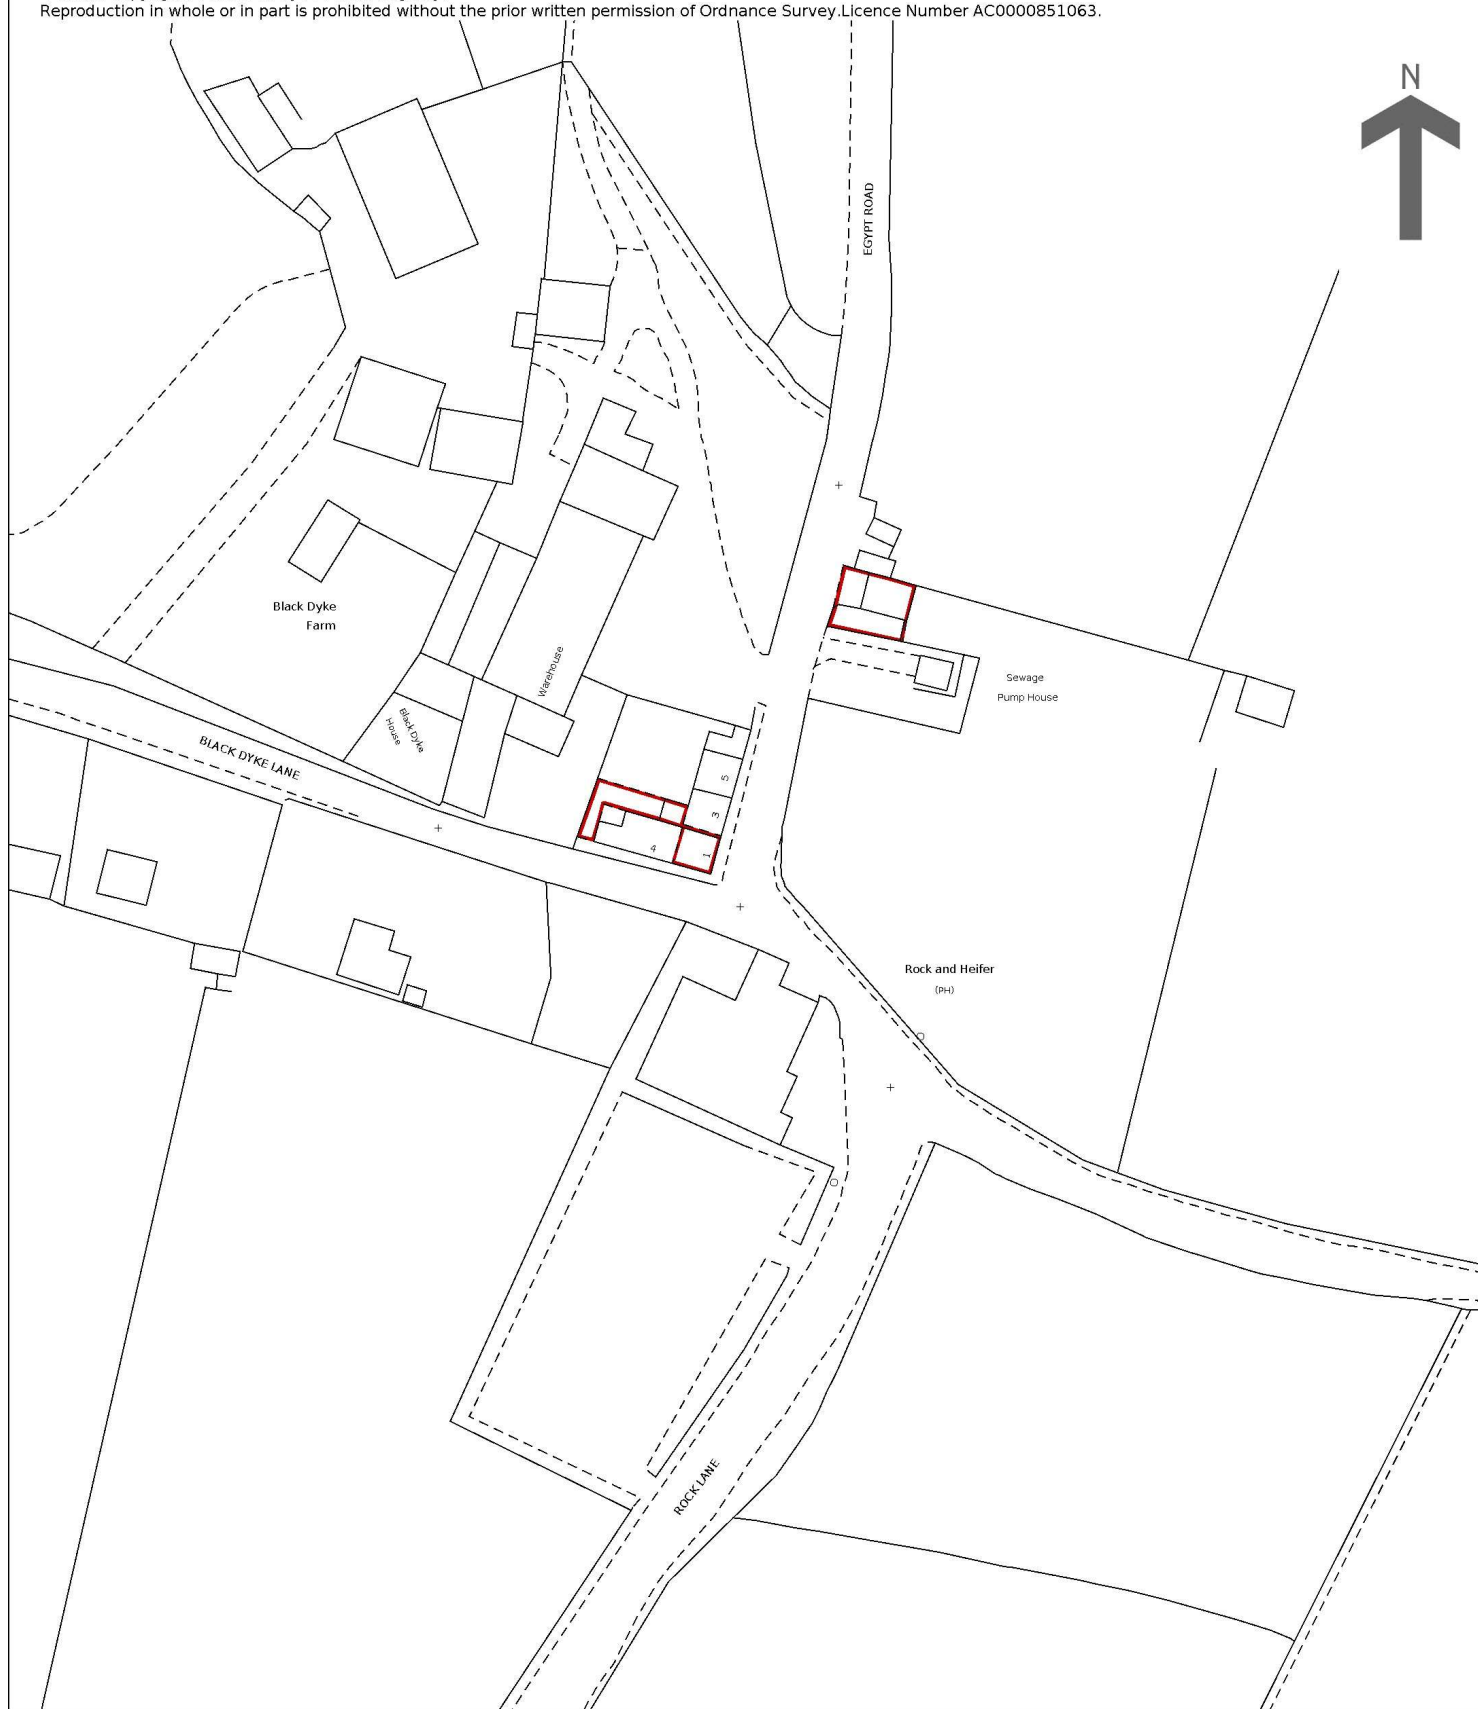 Reproduction in whole or in part is prohibited without the prior written permission of Ordnance Survey.Licence Number AC0000851063.
N
EGYPT ROAD
Black Dyke
Farm
Warehouse
Sewage
Pump House
Black Dyke
House
BLACK DYKE LANE
5
3
4
1
Rock and Heifer
(PH)
ROCK LANE